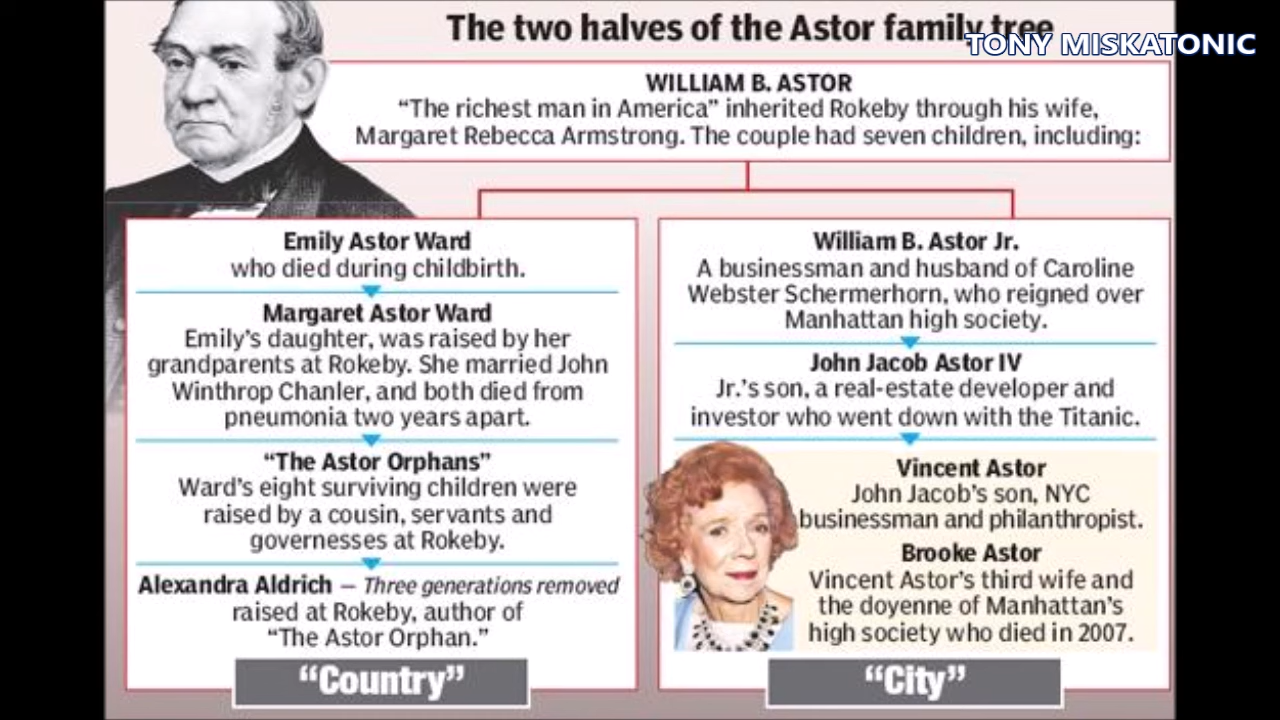 The two halves of the Astor family tree
TONY MISKATONIC
WILLIAM B. ASTOR
“The richest man in America” inherited Rokeby through his wife,
Margaret Rebecca Armstrong. The couple had seven children, including:
Emily Astor Ward
who died during childbirth.
Margaret Astor Ward
Emily’s daughter, was raised by her
grandparents at Rokeby. She married John
Winthrop Chanler, and both died from
pneumonia two years apart.
“The Astor Orphans”
Ward’s eight surviving children were
raised by a cousin, servants and
governesses at Rokeby.
Alexandra Aldrich – Three generations removed
raised at Rokeby, author of
“The Astor Orphan.”
“Country”
William B. Astor Jr.
A businessman and husband of Caroline
Webster Schermerhorn, who reigned over
Manhattan high society.
John Jacob Astor IV
Jr.’s son, a real-estate developer and
investor who went down with the Titanic.
Vincent Astor
John Jacob’s son, NYC
businessman and philanthropist.
Brooke Astor
Vincent Astor’s third wife and
the doyenne of Manhattan’s
high society who died in 2007.
“City”